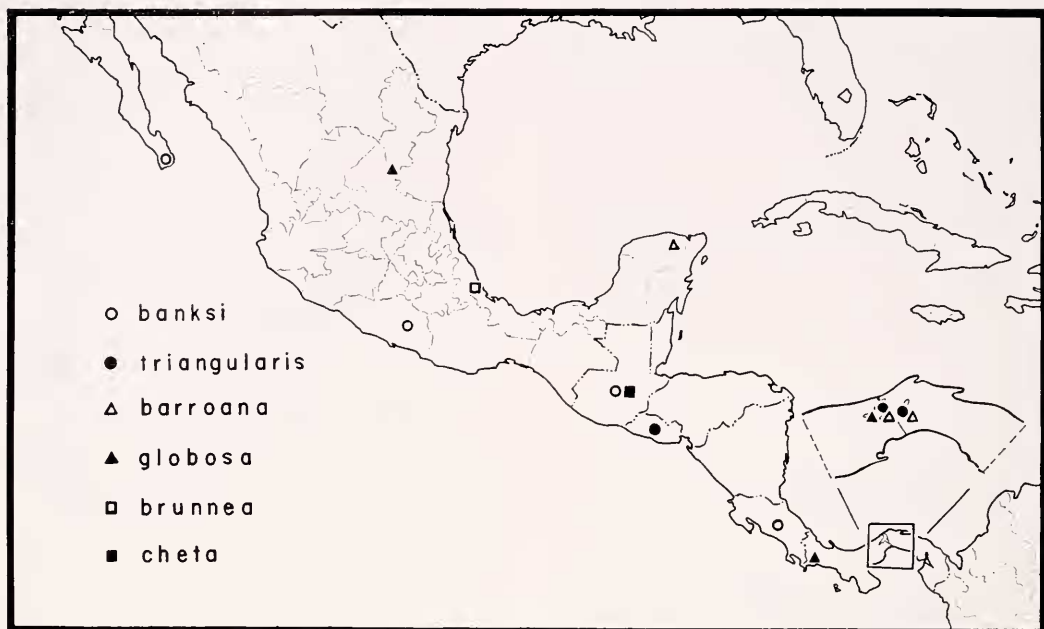 banksi
triangularis
barroana
globosa
brunnea
cheta